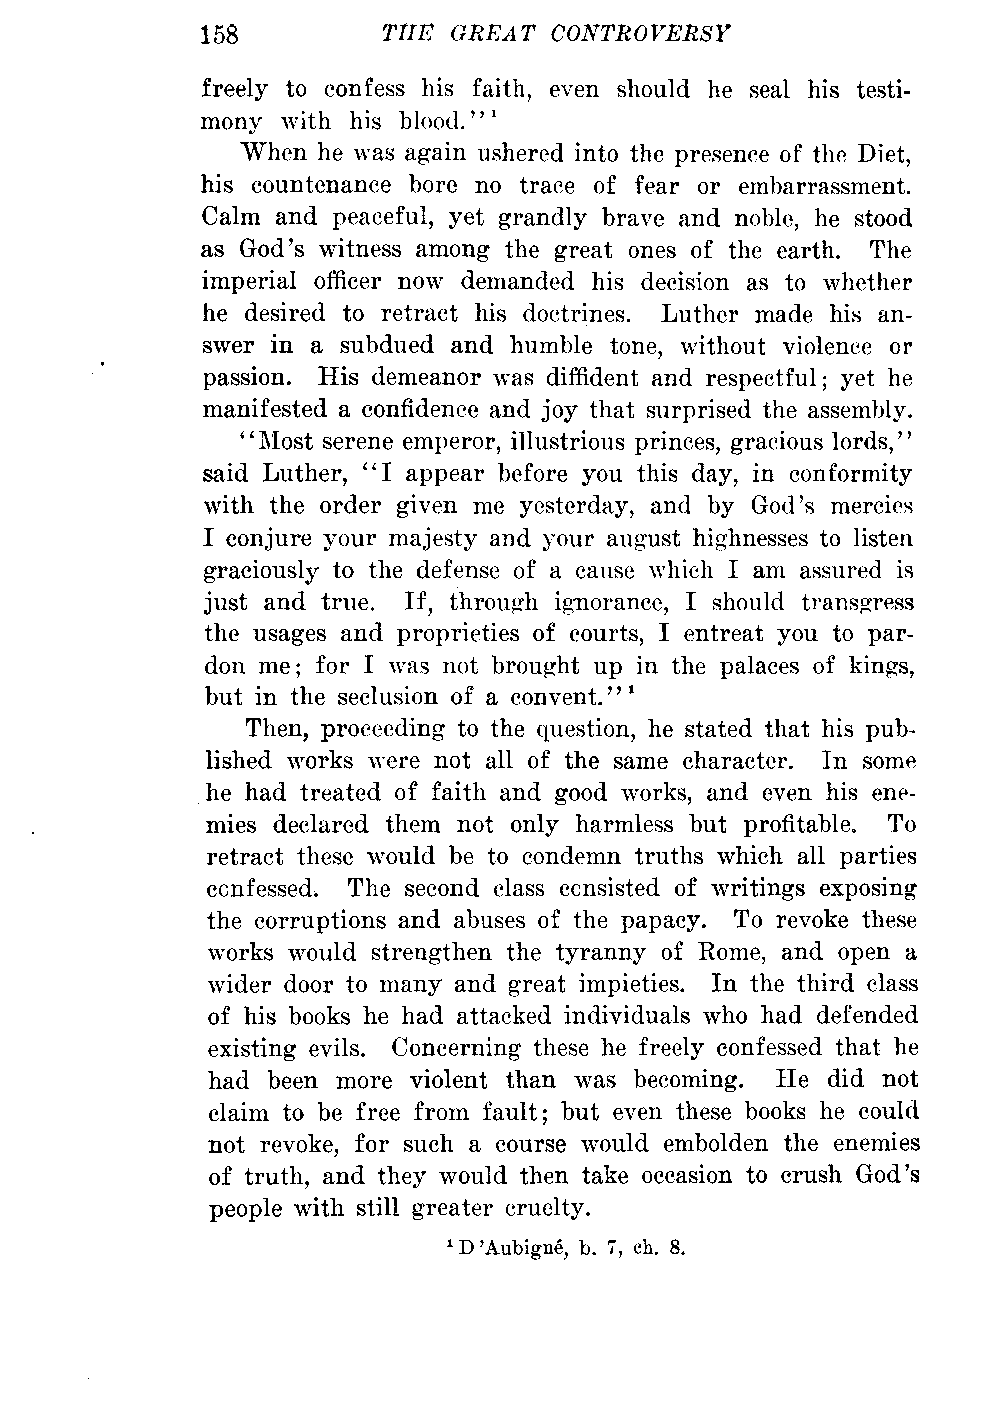 158 THE GREAT CONTROVERSY
freely to confess his faith, even should he seal his testi-
mony with his blood.''¹
When he was again ushered into the presence of the Diet,
his countenance bore no trace of fear or embarrassment.
Calm and peaceful, yet grandly brave and noble, he stood
as God's witness among the great ones of the earth. The
imperial officer now demanded his decision as to whether
he desired to retract his doctrines. Luther made his an-
swer in a subdued and humble tone, without violence or
passion. His demeanor was diffident and respectful; yet he
manifested a confidence and joy that surprised the assembly.
''Most serene emperor, illustrious princes, gracious lords,''
said Luther, ''I appear before you this day, in conformity
with the order given me yesterday, and by God's mercies
I conjure your majesty and your august highnesses to listen
graciously to the defense of a cause which I am assured is
just and true. If, through ignorance, I should transgress
the usages and proprieties of courts, I entreat you to par-
don me; for I was not brought up in the palaces of kings,
but in the seclusion of a convent.''¹
Then, proceeding to the question, he stated that his pub-
lished works were not all of the same character. In some
he had treated of faith and good works, and even his ene-
mies declared them not only harmless but profitable. To
retract these would be to condemn truths which all parties
confessed. The second class consisted of writings exposing
the corruptions and abuses of the papacy. To revoke these
works would strengthen the tyranny of Rome, and open a
wider door to many and great impieties. In the third class
of his books he had attacked individuals who had defended
existing evils. Concerning these he freely confessed that he
had been more violent than was becoming. He did not
claim to be free from fault; but even these books he could
not revoke, for such a course would embolden the enemies
of truth, and they would then take occasion to crush God's
people with still greater cruelty.
¹ D'Aubigné, b. 7, ch. 8.